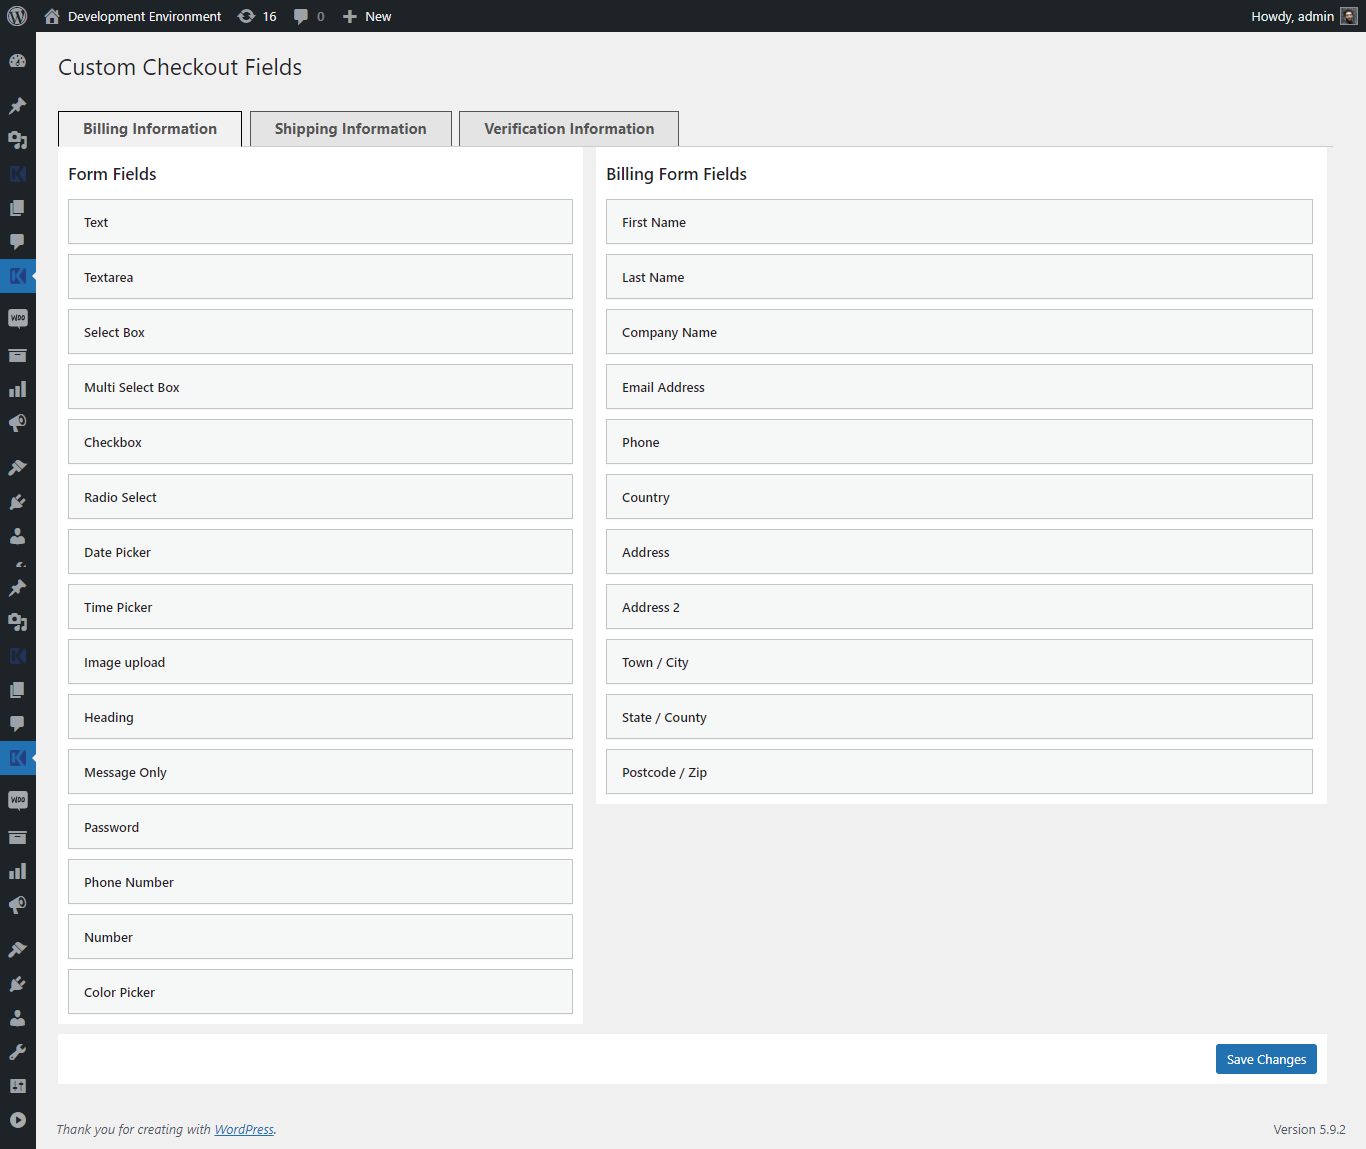 Development Environment 16 0 New Howdy, admin
Custom Checkout Fields
Billing Information Shipping Information Verification Information
Form Fields
Text
Textarea
Select Box
Multi Select Box
Checkbox
Radio Select
Date Picker
Time Picker
Image upload
Heading
Message Only
Password
Phone Number
Number
Color Picker
Billing Form Fields
First Name
Last Name
Company Name
Email Address
Phone
Country
Address
Address 2
Town / City
State / County
Postcode / Zip
Save Changes
Thank you for creating with WordPress.
Version 5.9.2
Woo
Woo